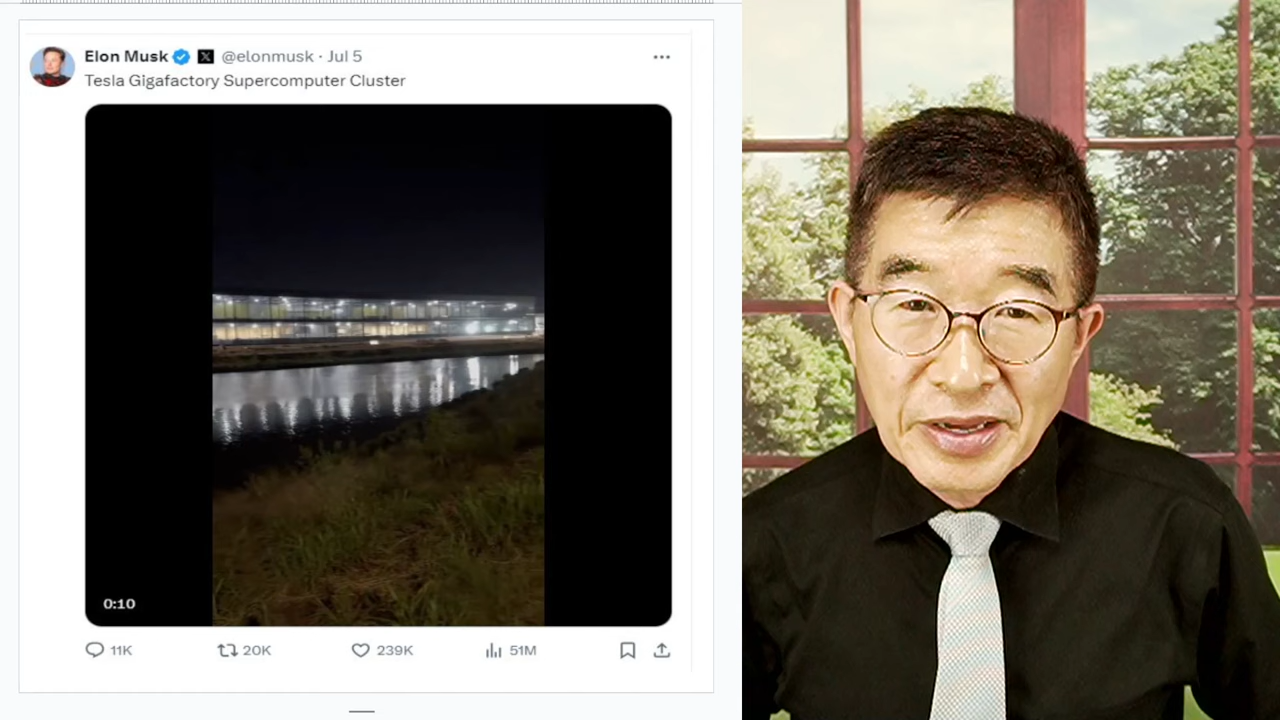 Elon Musk @elonmusk · Jul 5
Tesla Gigafactory Supercomputer Cluster
0:10
11K 20K 239K 51M